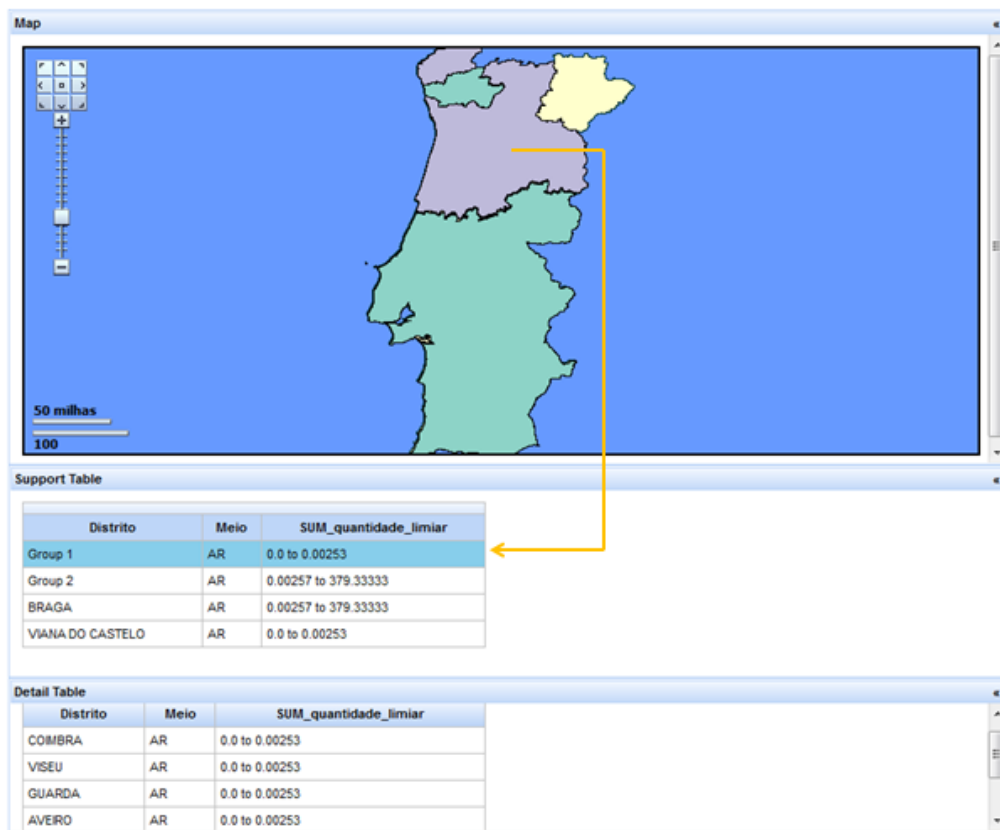 Map
50 milhas
100
Support Table
Distrito Meio SUM_quantidade_limiar
Group 1 AR 0.0 to 0.00253
Group 2 AR 0.00257 to 379.33333
BRAGA AR 0.00257 to 379.33333
VIANA DO CASTELO AR 0.0 to 0.00253
Detail Table
Distrito Meio SUM_quantidade_limiar
COIMBRA AR 0.0 to 0.00253
VISEU AR 0.0 to 0.00253
GUARDA AR 0.0 to 0.00253
AVEIRO AR 0.0 to 0.00253